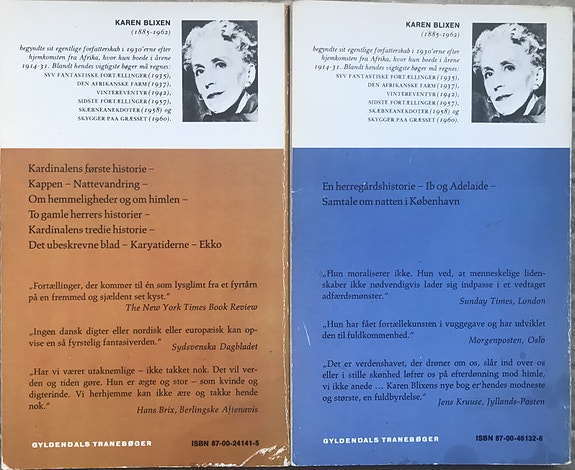 KAREN BLIXEN
(1885-1962)
begyndte sit egentlige forfatterskab i 1930'erne efter
hjemkomsten fra Afrika, hvor hun boede i årene
1914-31. Blandt hendes vigtigste bøger må regnes:
SYV FANTASTISKE FORTÆLLINGER (1935),
DEN AFRIKANSKE FARM (1937),
VINTEREVENTYR (1942),
SIDSTE FORTÆLLINGER (1957),
SKÆBNEANEKDOTER (1958) og
SKYGGER PAA GRÆSSET (1960).
Kardinalens første historie –
Kappen – Nattevandring –
Om hemmeligheder og om himlen –
To gamle herrers historier –
Kardinalens tredie historie –
Det ubeskrevne blad – Karyatiderne – Ekko
„Fortællinger, der kommer til én som lysglimt fra et fyrtårn
på en fremmed og sjældent set kyst.“
The New York Times Book Review
„Ingen dansk digter eller nordisk eller europæisk kan op-
vise en så fyrstelig fantasiverden.“
Sydsvenska Dagbladet
„Har vi været utaknemlige – ikke takket nok. Det vil ver-
den og tiden gøre. Hun er ægte og stor – som kvinde og
digterinde. Vi herhjemme kan ikke ære og takke hende
nok.“
Hans Brix, Berlingske Aftenavis
GYLDENDALS TRANEBØGER
ISBN 87-00-24141-5
KAREN BLIXEN
(1885-1962)
begyndte sit egentlige forfatterskab i 1930'erne efter
hjemkomsten fra Afrika, hvor hun boede i årene
1914-31. Blandt hendes vigtigste bøger må regnes:
SYV FANTASTISKE FORTÆLLINGER (1935),
DEN AFRIKANSKE FARM (1937),
VINTEREVENTYR (1942),
SIDSTE FORTÆLLINGER (1957),
SKÆBNEANEKDOTER (1958) og
SKYGGER PAA GRÆSSET (1960).
En herregårdshistorie – Ib og Adelaide –
Samtale om natten i København
„Hun moraliserer ikke. Hun ved, at menneskelige liden-
skaber ikke nødvendigvis lader sig indpasse i et vedtaget
adfærdsmønster.“
Sunday Times, London
„Hun har fået fortællekunsten i vuggegave og har udviklet
den til fuldkommenhed.“
Morgenposten, Oslo
„Det er verdenshavet, der drøner om os, slår ind over os
eller i stille skønhed løfter os på efterdønning mod himle,
vi ikke anede ... Karen Blixens nye bog er hendes modneste
og største, en fuldbyrdelse.“
Jens Kruuse, Jyllands-Posten
GYLDENDALS TRANEBØGER
ISBN 87-00-46132-6